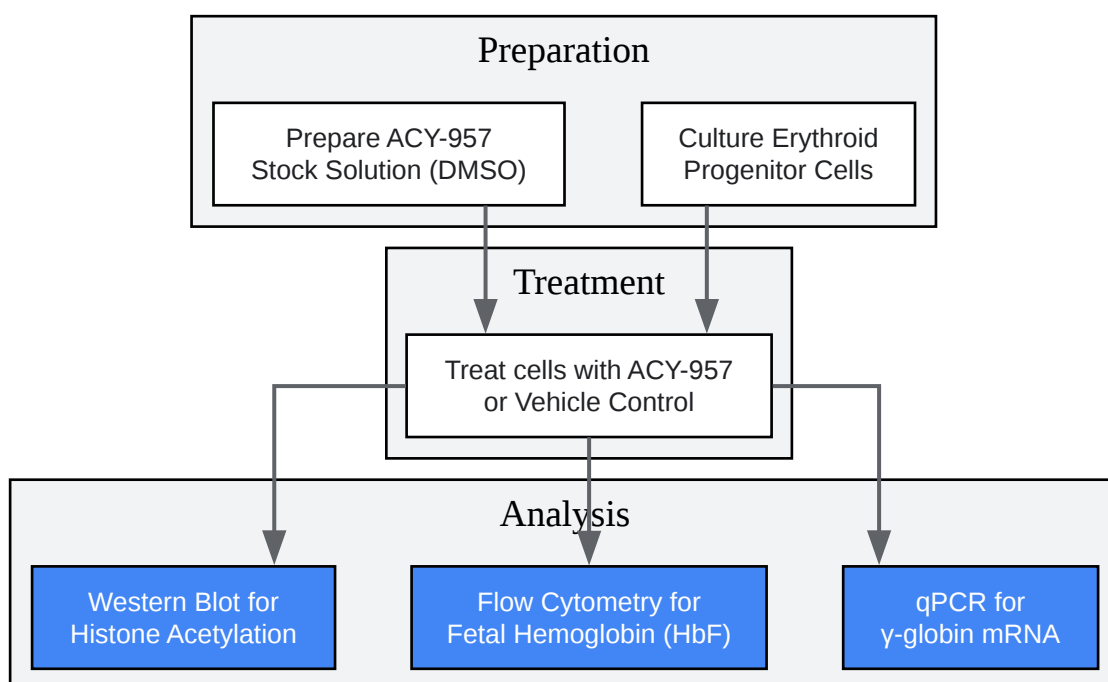 Preparation
Prepare ACY-957
Stock Solution (DMSO)
Culture Erythroid
Progenitor Cells
Treatment
Treat cells with ACY-957
or Vehicle Control
Analysis
Western Blot for
Histone Acetylation
Flow Cytometry for
Fetal Hemoglobin (HbF)
qPCR for
γ-globin mRNA